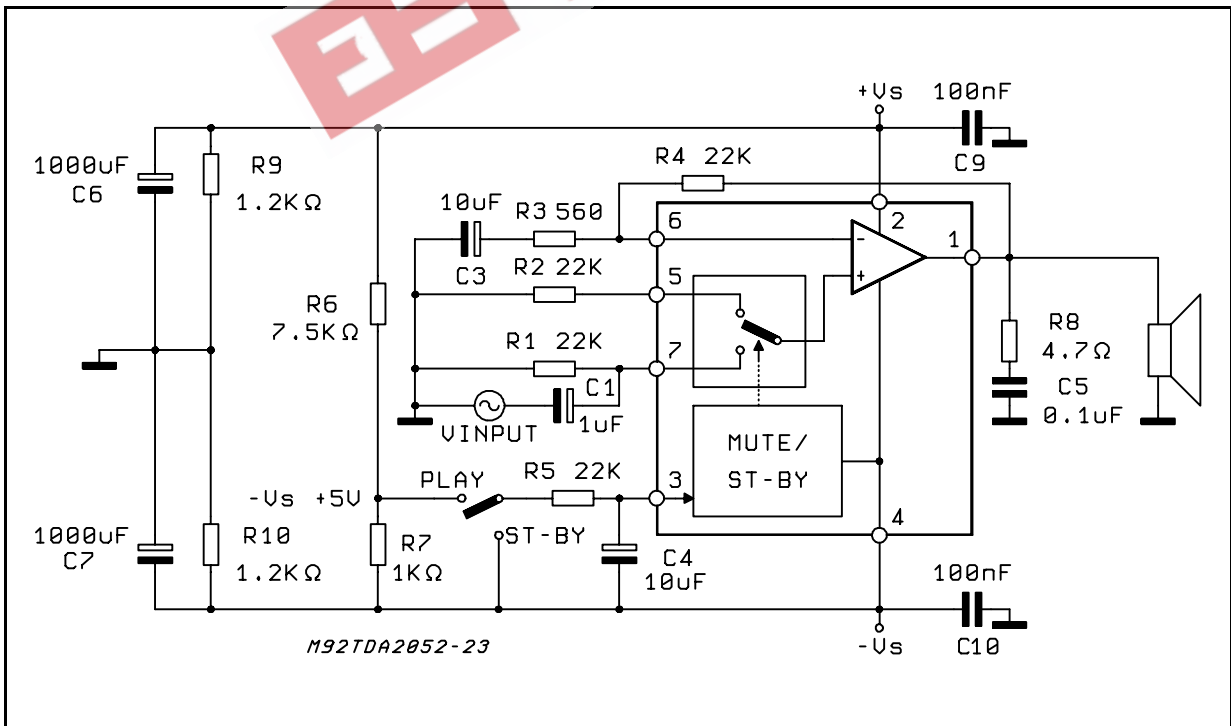 +Vs
100nF
C9
1000uF
C6
R9
1.2KΩ
R4 22K
10uF
C3
R3 560
6
2
1
R2 22K
5
-
+
R6
7.5KΩ
R1 22K
7
C1
1uF
VINPUT
R8
4.7Ω
C5
0.1uF
MUTE/
ST-BY
PLAY
R5 22K
3
-Vs +5V
ST-BY
1000uF
C7
R10
1.2KΩ
R7
1KΩ
C4
10uF
4
100nF
C10
-Vs
M92TDA2052-23